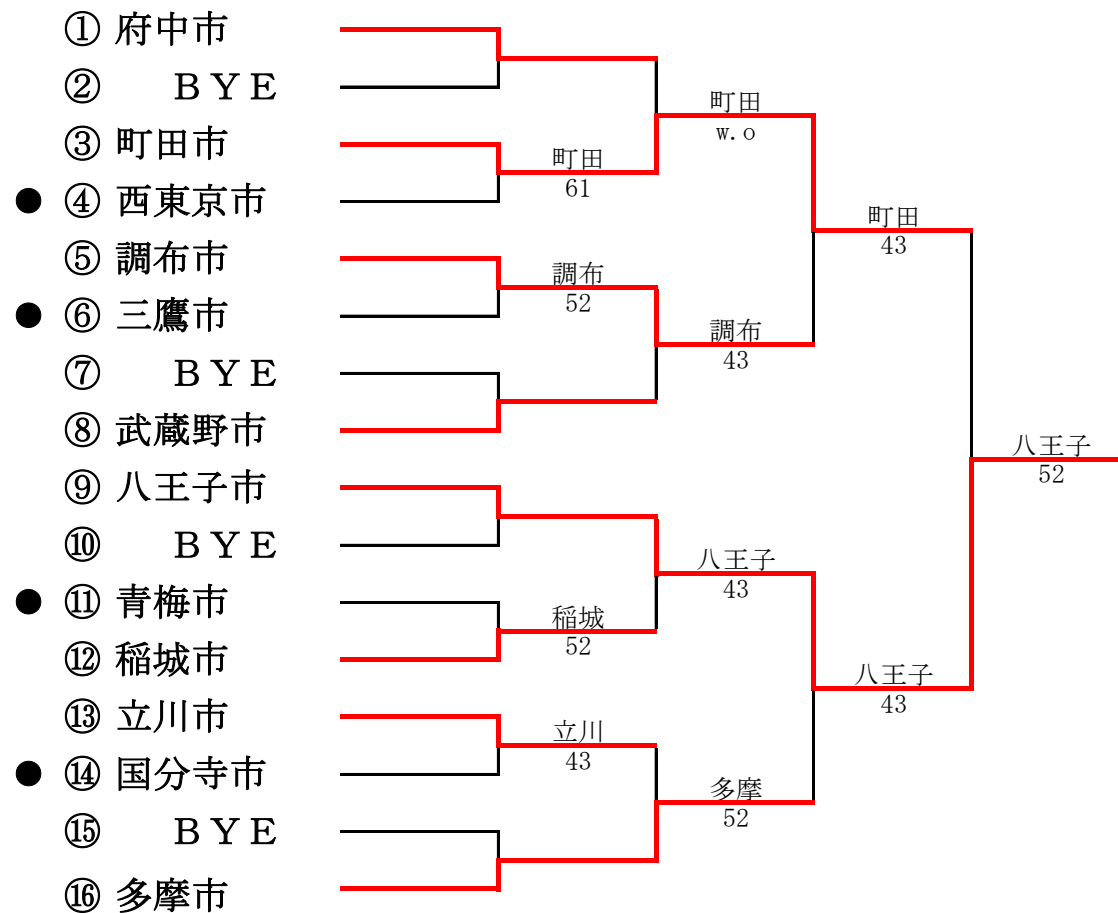 ① 府中市
② ＢＹＥ
③ 町田市
● ④ 西東京市
⑤ 調布市
● ⑥ 三鷹市
⑦ ＢＹＥ
⑧ 武蔵野市
⑨ 八王子市
⑩ ＢＹＥ
● ⑪ 青梅市
⑫ 稲城市
⑬ 立川市
● ⑭ 国分寺市
⑮ ＢＹＥ
⑯ 多摩市
町田
61
調布
52
稲城
52
立川
43
町田
w.o
調布
43
八王子
43
多摩
52
町田
43
八王子
43
八王子
52